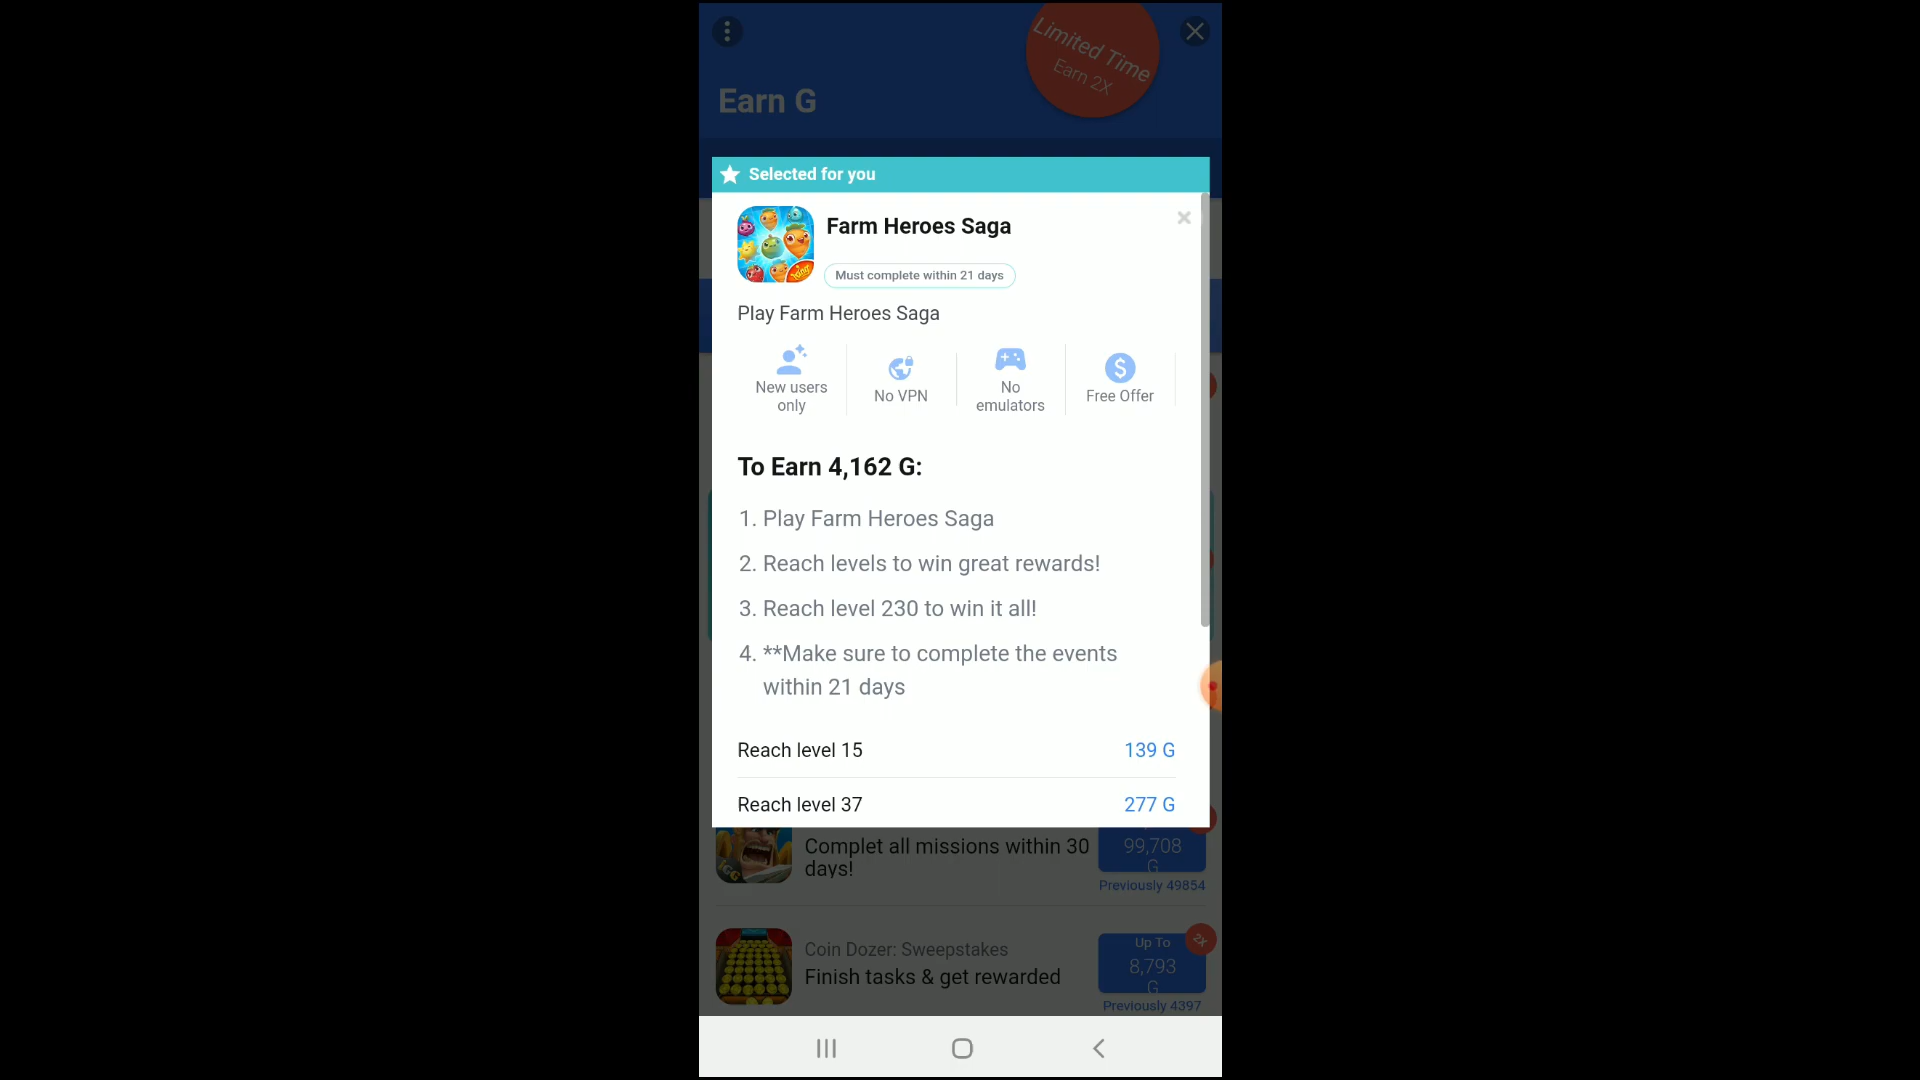 Limited Time
Earn 2X
Earn G
Selected for you
Farm Heroes Saga
Must complete within 21 days
Play Farm Heroes Saga
New users
only
No VPN
No
emulators
Free Offer
To Earn 4,162 G:
1. Play Farm Heroes Saga
2. Reach levels to win great rewards!
3. Reach level 230 to win it all!
4. **Make sure to complete the events
within 21 days
Reach level 15
139 G
Reach level 37
277 G
Complet all missions within 30
days!
99,708
G
Previously 49854
IGG
Coin Dozer: Sweepstakes
Finish tasks & get rewarded
Up To
8,793
G
2X
Previously 4397
King